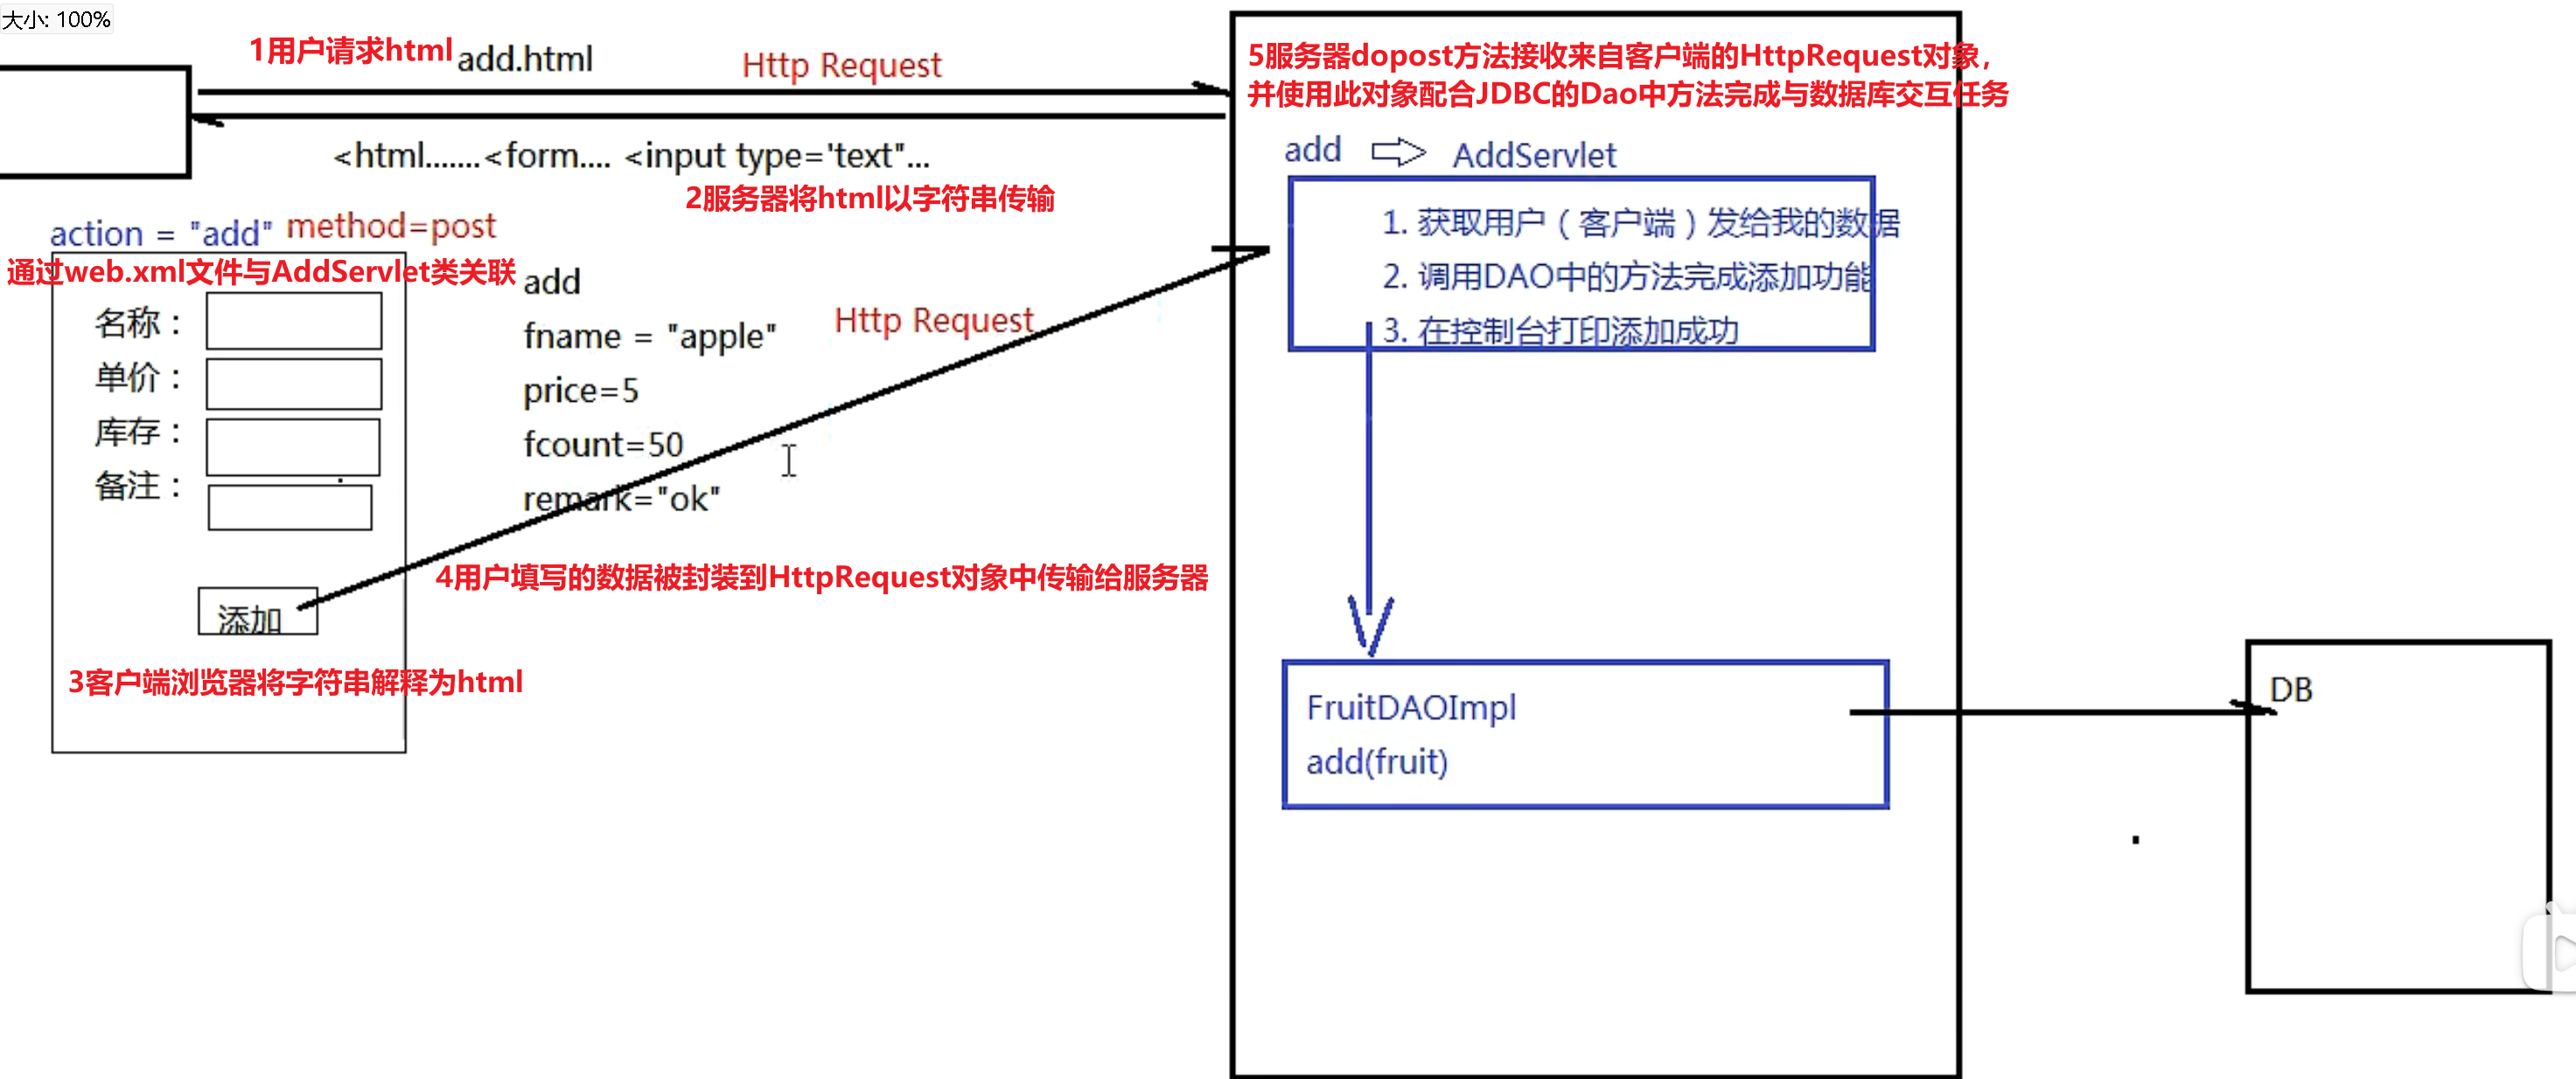 大小: 100%
1用户请求html
add.html
Http Request
<html.......<form.... <input type='text"...
2服务器将html以字符串传输
action = "add" method=post
通过web.xml文件与AddServlet类关联
名称：
单价：
库存：
备注：
添加
3客户端浏览器将字符串解释为html
add
fname = "apple"
price=5
fcount=50
remark="ok"
Http Request
4用户填写的数据被封装到HttpRequest对象中传输给服务器
5服务器dopost方法接收来自客户端的HttpRequest对象，
并使用此对象配合JDBC的Dao中方法完成与数据库交互任务
add
AddServlet
1. 获取用户（客户端）发给我的数据
2. 调用DAO中的方法完成添加功能
3. 在控制台打印添加成功
FruitDAOImpl
add(fruit)
DB